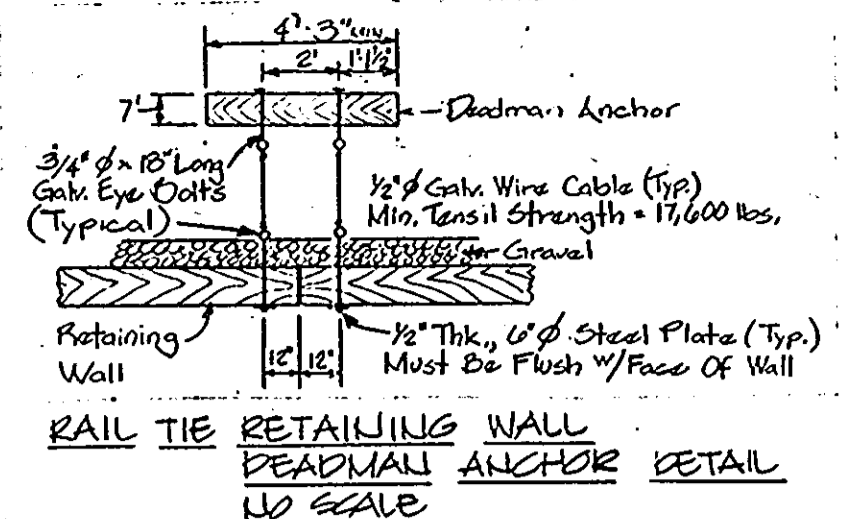 4'-3" MIN
2' 1'-1½"
7"
Deadman Anchor
3/4" ø x 18" Long
Galv. Eye Bolts
(Typical)
½" ø Galv. Wire Cable (Typ.)
Min. Tensil Strength = 17,600 lbs.
Gravel
Retaining
Wall
12" 12"
½" Thk., 6" ø Steel Plate (Typ.)
Must Be Flush w/Face Of Wall
RAIL TIE RETAINING WALL
DEADMAN ANCHOR DETAIL
NO SCALE